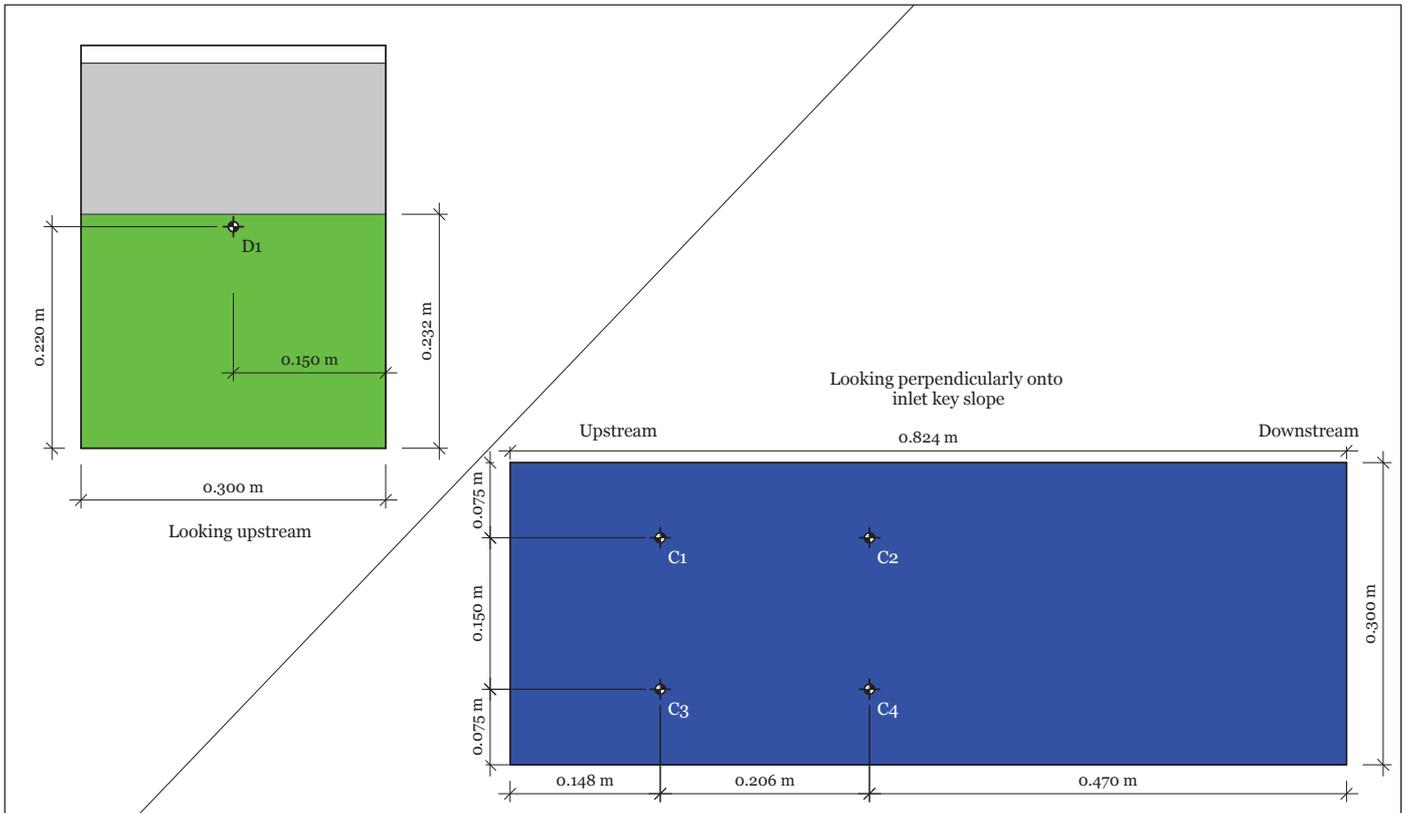 D1
0.220 m
0.232 m
0.150 m
0.300 m
Looking upstream
Looking perpendicularly onto
inlet key slope
Upstream
Downstream
0.824 m
0.075 m
0.150 m
0.075 m
C1
C2
C3
C4
0.300 m
0.148 m
0.206 m
0.470 m